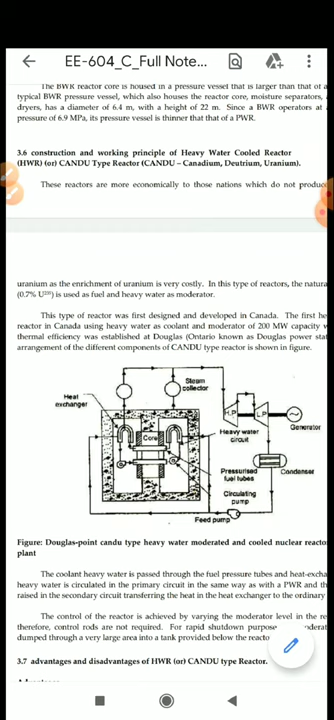 EE-604_C_Full Note...
The BWR reactor core is housed in a pressure vessel that is larger than that of a
typical BWR pressure vessel, which also houses the reactor core, moisture separators,
dryers, has a diameter of 6.4 m, with a height of 22 m. Since a BWR operators at
pressure of 6.9 MPa, its pressure vessel is thinner that that of a PWR.
3.6 construction and working principle of Heavy Water Cooled Reactor
(HWR) (or) CANDU Type Reactor (CANDU – Canadium, Deutrium, Uranium).
These reactors are more economically to those nations which do not produce
uranium as the enrichment of uranium is very costly. In this type of reactors, the natura
(0.7% U²³⁵) is used as fuel and heavy water as moderator.
This type of reactor was first designed and developed in Canada. The first he
reactor in Canada using heavy water as coolant and moderator of 200 MW capacity
thermal efficiency was established at Douglas (Ontario known as Douglas power stat
arrangement of the different components of CANDU type reactor is shown in figure.
Steam
collector
Heat
exchanger
H.P
L.P
Generator
Heavy water
circuit
Core
Pressurised
fuel tubes
Condenser
Circulating
pump
Feed pump
Figure: Douglas-point candu type heavy water moderated and cooled nuclear reacto
plant
The coolant heavy water is passed through the fuel pressure tubes and heat-excha
heavy water is circulated in the primary circuit in the same way as with a PWR and th
raised in the secondary circuit transferring the heat in the heat exchanger to the ordinary
The control of the reactor is achieved by varying the moderator level in the re
therefore, control rods are not required. For rapid shutdown purpose
dumped through a very large area into a tank provided below the reacto
3.7 advantages and disadvantages of HWR (or) CANDU type Reactor.